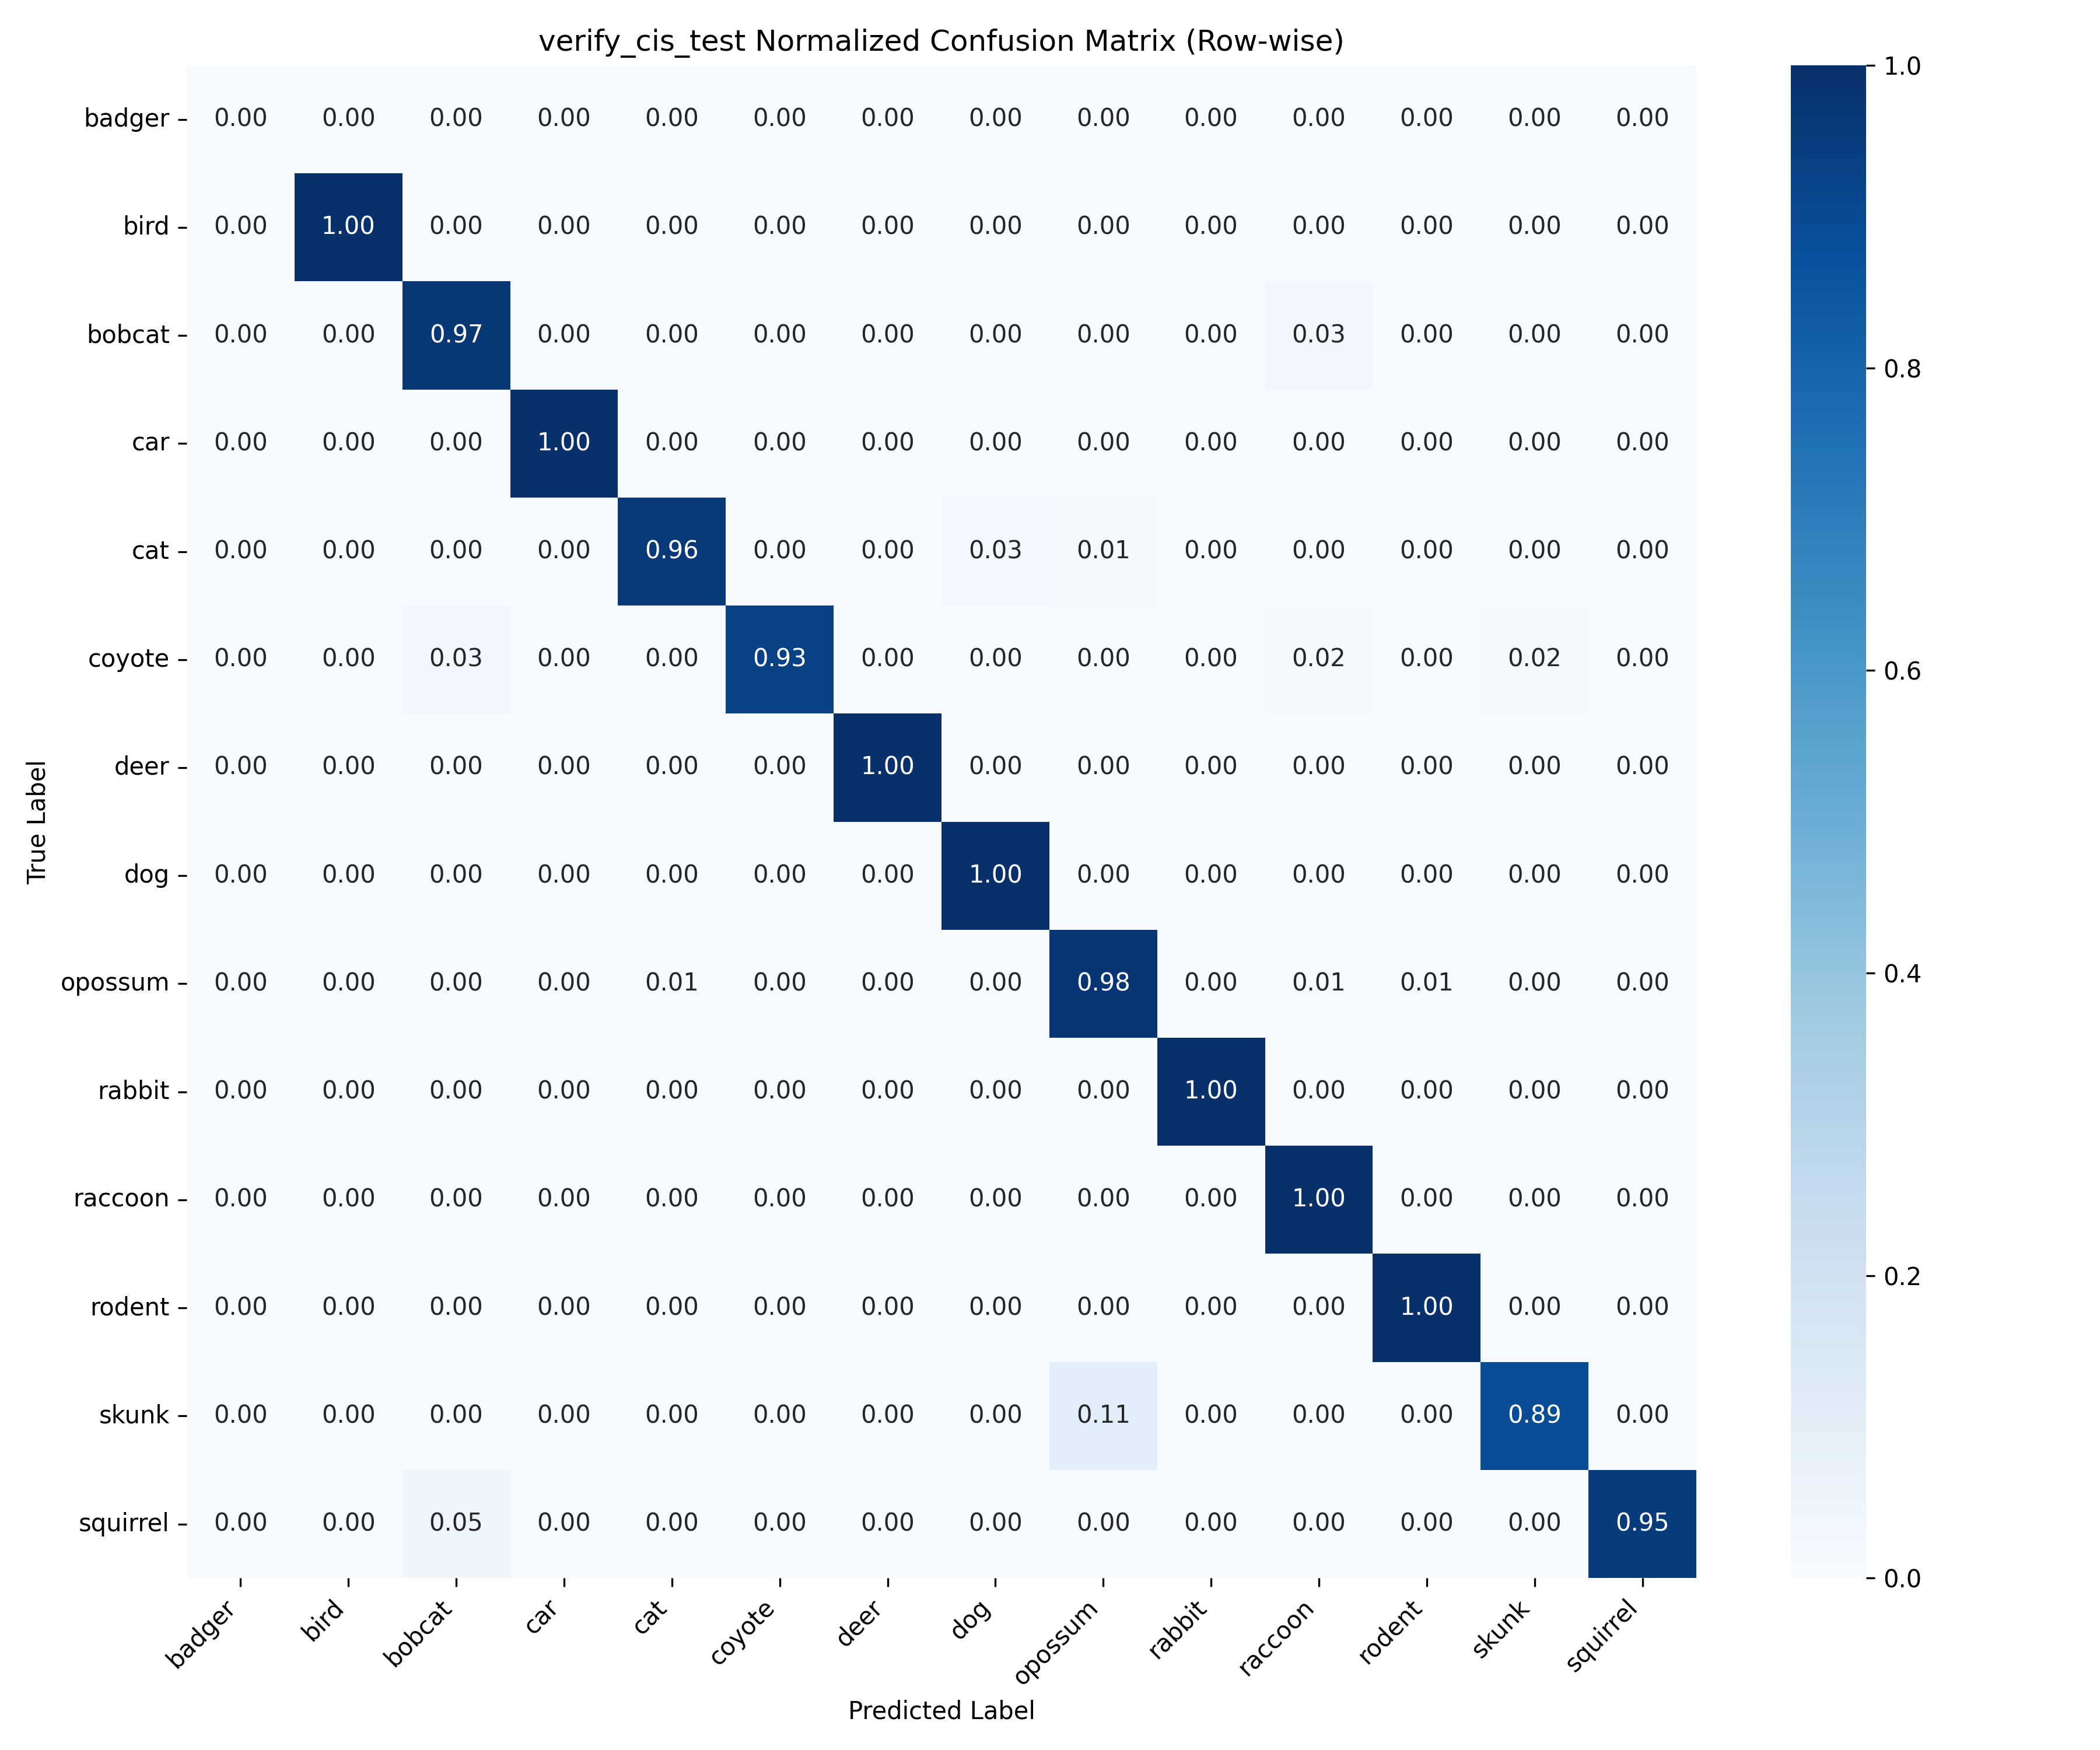 verify_cis_test Normalized Confusion Matrix (Row-wise)
badger 0.00 0.00 0.00 0.00 0.00 0.00 0.00 0.00 0.00 0.00 0.00 0.00 0.00 0.00
bird 0.00 1.00 0.00 0.00 0.00 0.00 0.00 0.00 0.00 0.00 0.00 0.00 0.00 0.00
bobcat 0.00 0.00 0.97 0.00 0.00 0.00 0.00 0.00 0.00 0.00 0.03 0.00 0.00 0.00
car 0.00 0.00 0.00 1.00 0.00 0.00 0.00 0.00 0.00 0.00 0.00 0.00 0.00 0.00
cat 0.00 0.00 0.00 0.00 0.96 0.00 0.00 0.03 0.01 0.00 0.00 0.00 0.00 0.00
coyote 0.00 0.00 0.03 0.00 0.00 0.93 0.00 0.00 0.00 0.00 0.02 0.00 0.02 0.00
deer 0.00 0.00 0.00 0.00 0.00 0.00 1.00 0.00 0.00 0.00 0.00 0.00 0.00 0.00
dog 0.00 0.00 0.00 0.00 0.00 0.00 0.00 1.00 0.00 0.00 0.00 0.00 0.00 0.00
opossum 0.00 0.00 0.00 0.00 0.01 0.00 0.00 0.00 0.98 0.00 0.01 0.01 0.00 0.00
rabbit 0.00 0.00 0.00 0.00 0.00 0.00 0.00 0.00 0.00 1.00 0.00 0.00 0.00 0.00
raccoon 0.00 0.00 0.00 0.00 0.00 0.00 0.00 0.00 0.00 0.00 1.00 0.00 0.00 0.00
rodent 0.00 0.00 0.00 0.00 0.00 0.00 0.00 0.00 0.00 0.00 0.00 1.00 0.00 0.00
skunk 0.00 0.00 0.00 0.00 0.00 0.00 0.00 0.00 0.11 0.00 0.00 0.00 0.89 0.00
squirrel 0.00 0.00 0.05 0.00 0.00 0.00 0.00 0.00 0.00 0.00 0.00 0.00 0.00 0.95
badger bird bobcat car cat coyote deer dog opossum rabbit raccoon rodent skunk squirrel
True Label
Predicted Label
1.0
0.8
0.6
0.4
0.2
0.0